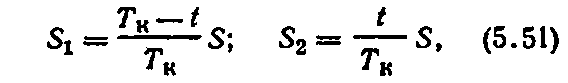 S₁ = (Tк − t)/Tк S;   S₂ = t/Tк S,   (5.51)